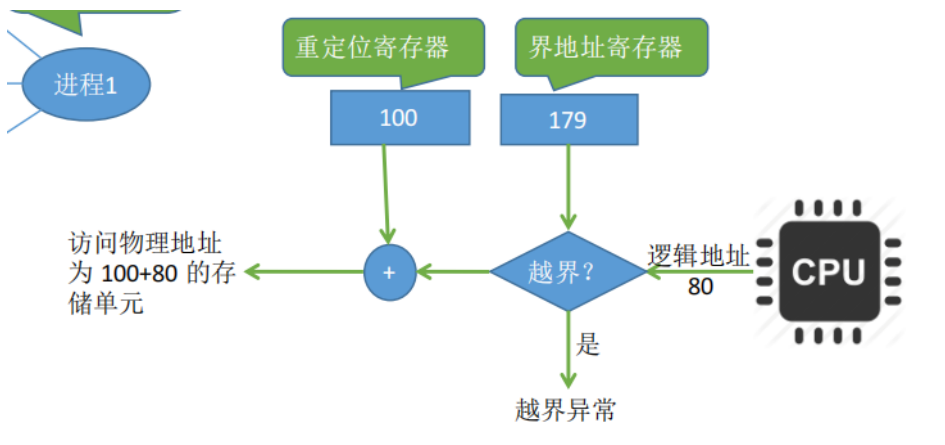 重定位寄存器
界地址寄存器
进程1
100
179
访问物理地址
为 100+80 的存
储单元
+
越界？
逻辑地址
80
CPU
是
越界异常